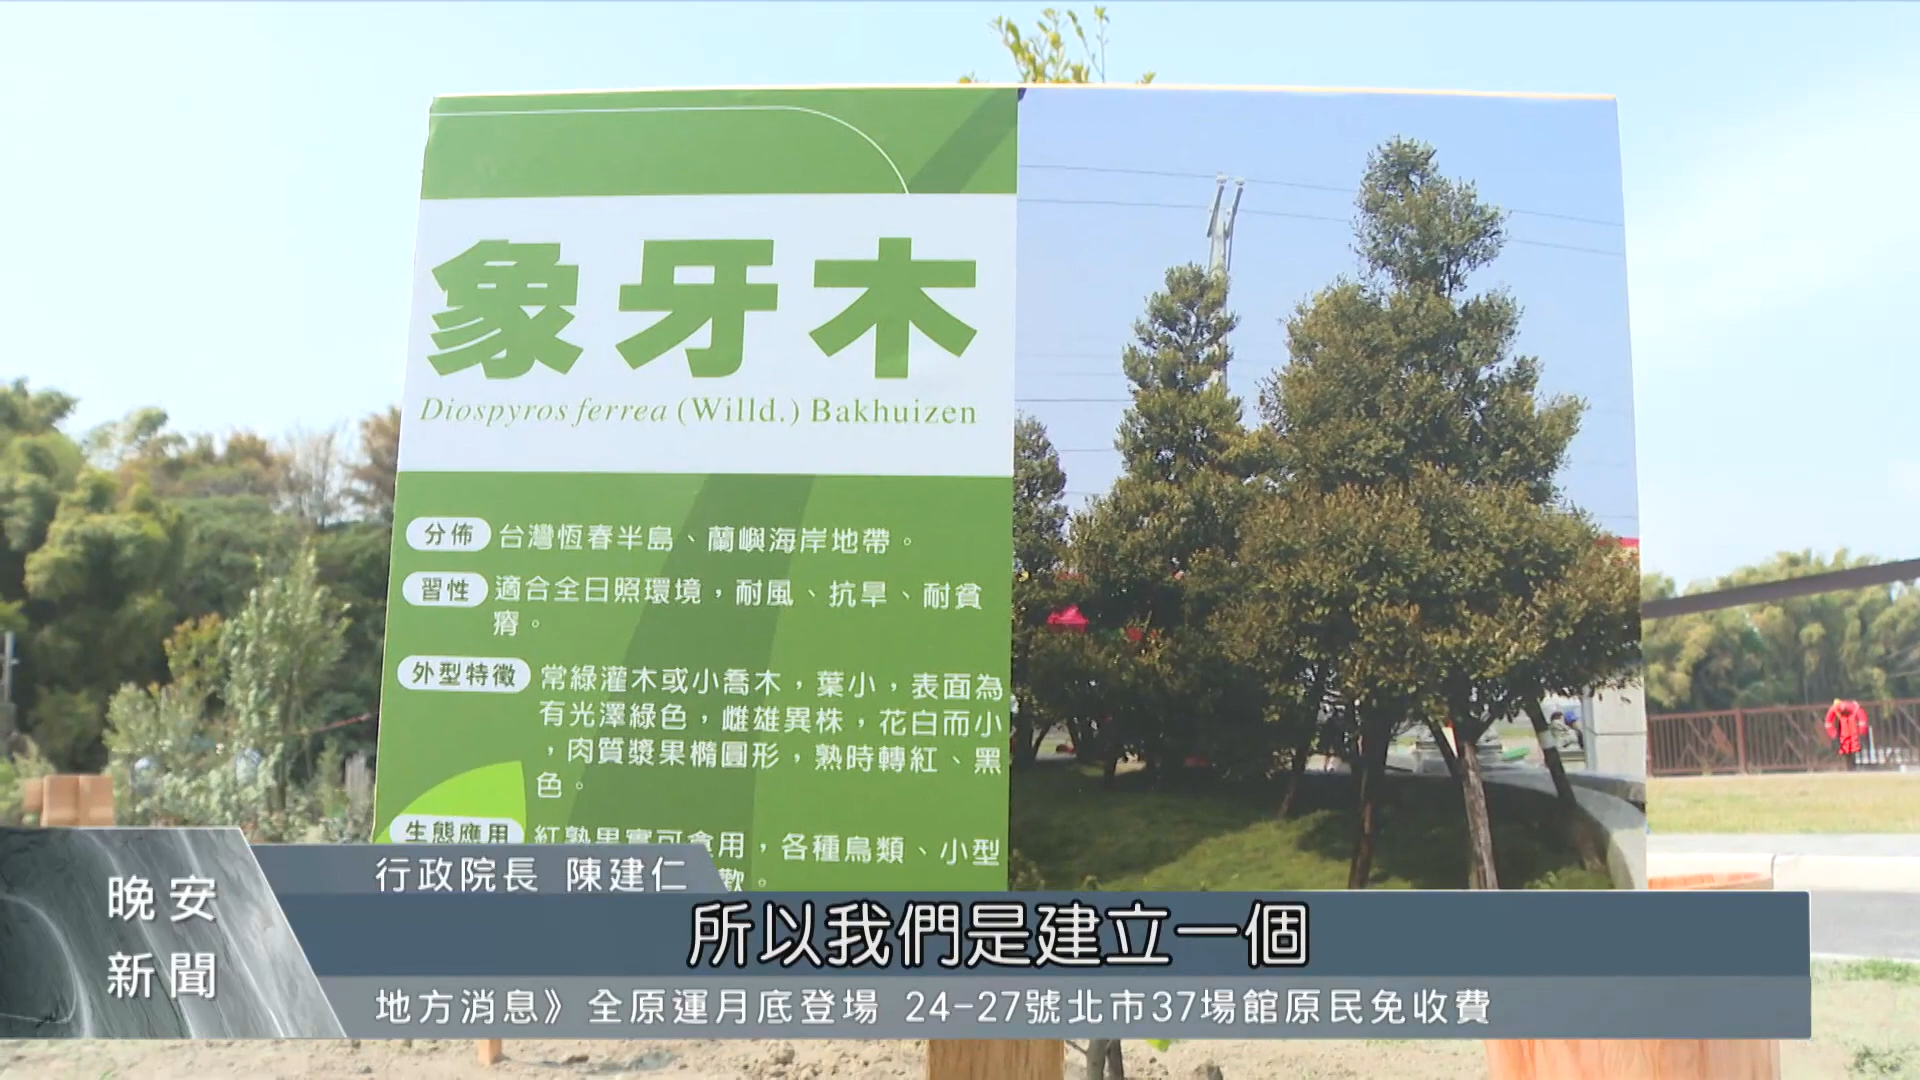 象牙木
Diospyros ferrea (Willd.) Bakhuizen
分佈 台灣恆春半島、蘭嶼海岸地帶。
習性 適合全日照環境，耐風、抗旱、耐貧
瘠。
外型特徵 常綠灌木或小喬木，葉小，表面為
有光澤綠色，雌雄異株，花白而小
，肉質漿果橢圓形，熟時轉紅、黑
色。
生態應用 紅熟果實可食用，各種鳥類、小型
歡。
行政院長 陳建仁
晚安
新聞
所以我們是建立一個
地方消息》全原運月底登場 24-27號北市37場館原民免收費